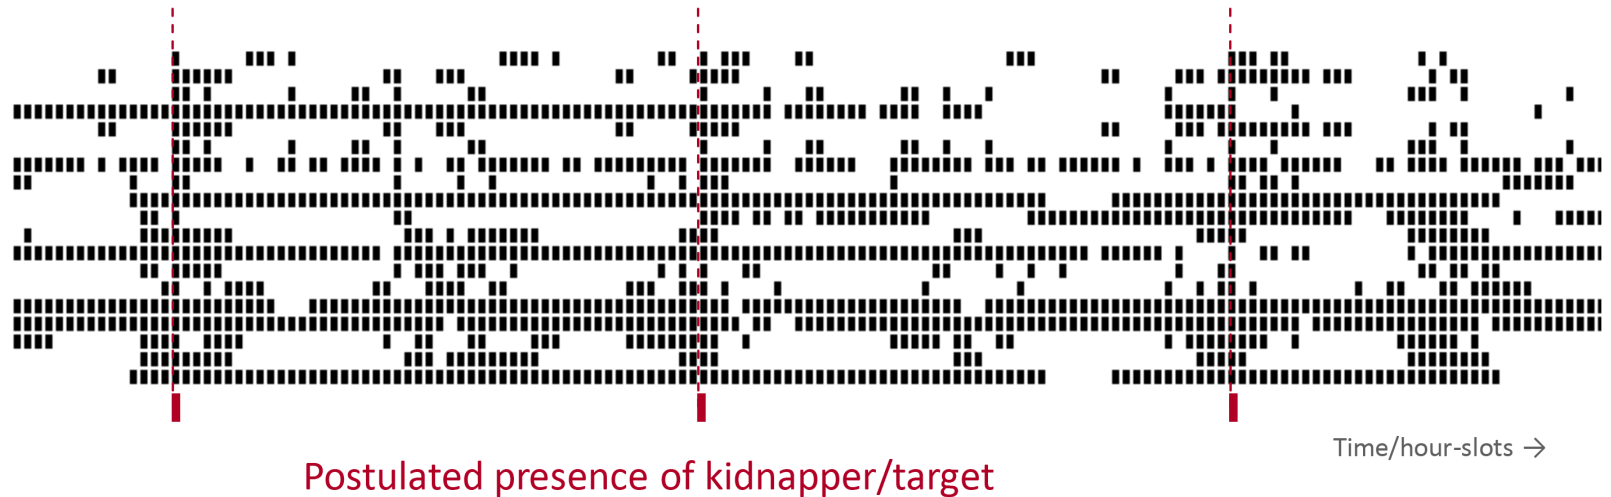 Time/hour-slots →
Postulated presence of kidnapper/target